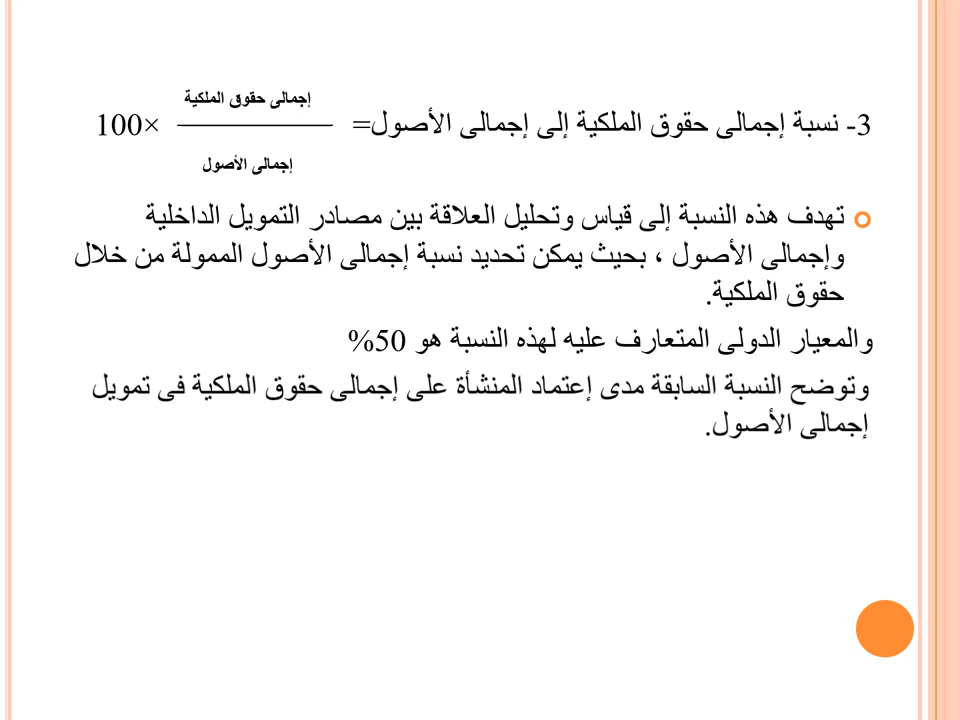 إجمالى حقوق الملكية
3- نسبة إجمالى حقوق الملكية إلى إجمالى الأصول= ×100
إجمالى الأصول
تهدف هذه النسبة إلى قياس وتحليل العلاقة بين مصادر التمويل الداخلية
وإجمالى الأصول ، بحيث يمكن تحديد نسبة إجمالى الأصول الممولة من خلال
حقوق الملكية.
والمعيار الدولى المتعارف عليه لهذه النسبة هو 50%
وتوضح النسبة السابقة مدى إعتماد المنشأة على إجمالى حقوق الملكية فى تمويل
إجمالى الأصول.